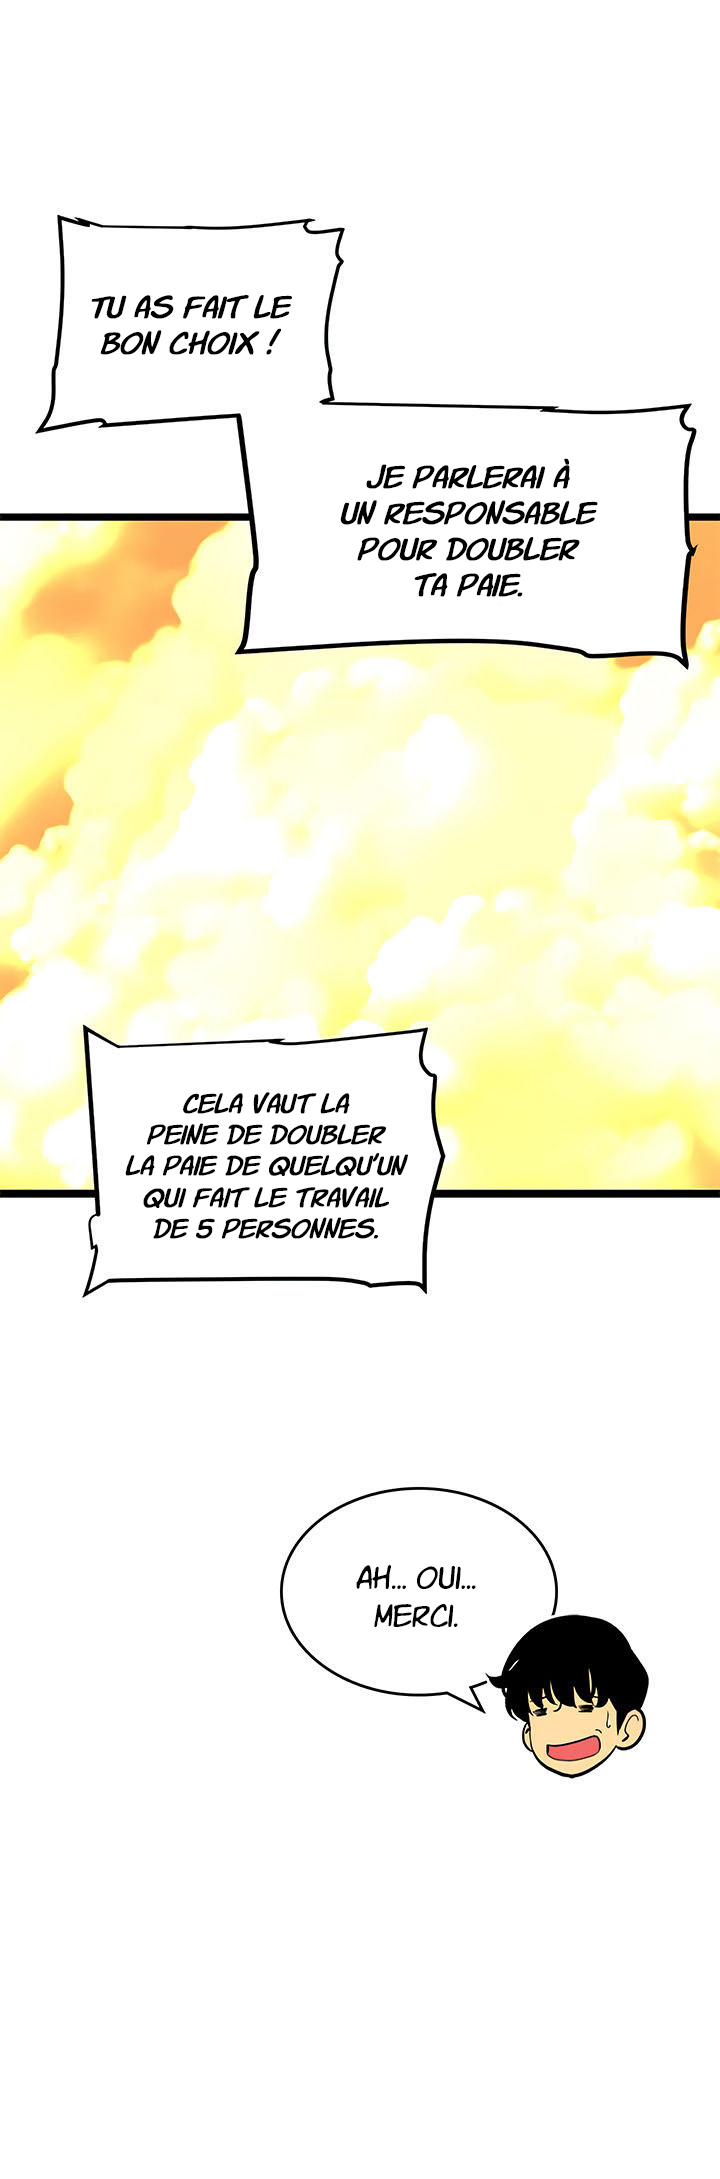 TU AS FAIT LE
BON CHOIX !
JE PARLERAI À
UN RESPONSABLE
POUR DOUBLER
TA PAIE.
CELA VAUT LA
PEINE DE DOUBLER
LA PAIE DE QUELQU'UN
QUI FAIT LE TRAVAIL
DE 5 PERSONNES.
AH... OUI...
MERCI.